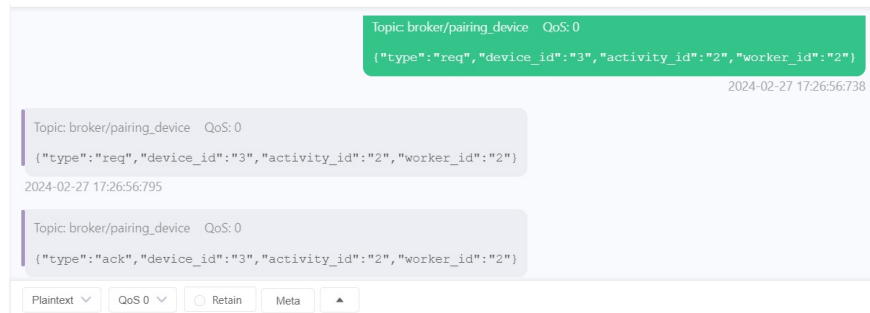 Topic: broker/pairing_device QoS: 0
{"type":"req","device_id":"3","activity_id":"2","worker_id":"2"}
2024-02-27 17:26:56:738
Topic: broker/pairing_device QoS: 0
{"type":"req","device_id":"3","activity_id":"2","worker_id":"2"}
2024-02-27 17:26:56:795
Topic: broker/pairing_device QoS: 0
{"type":"ack","device_id":"3","activity_id":"2","worker_id":"2"}
Plaintext QoS 0 Retain Meta